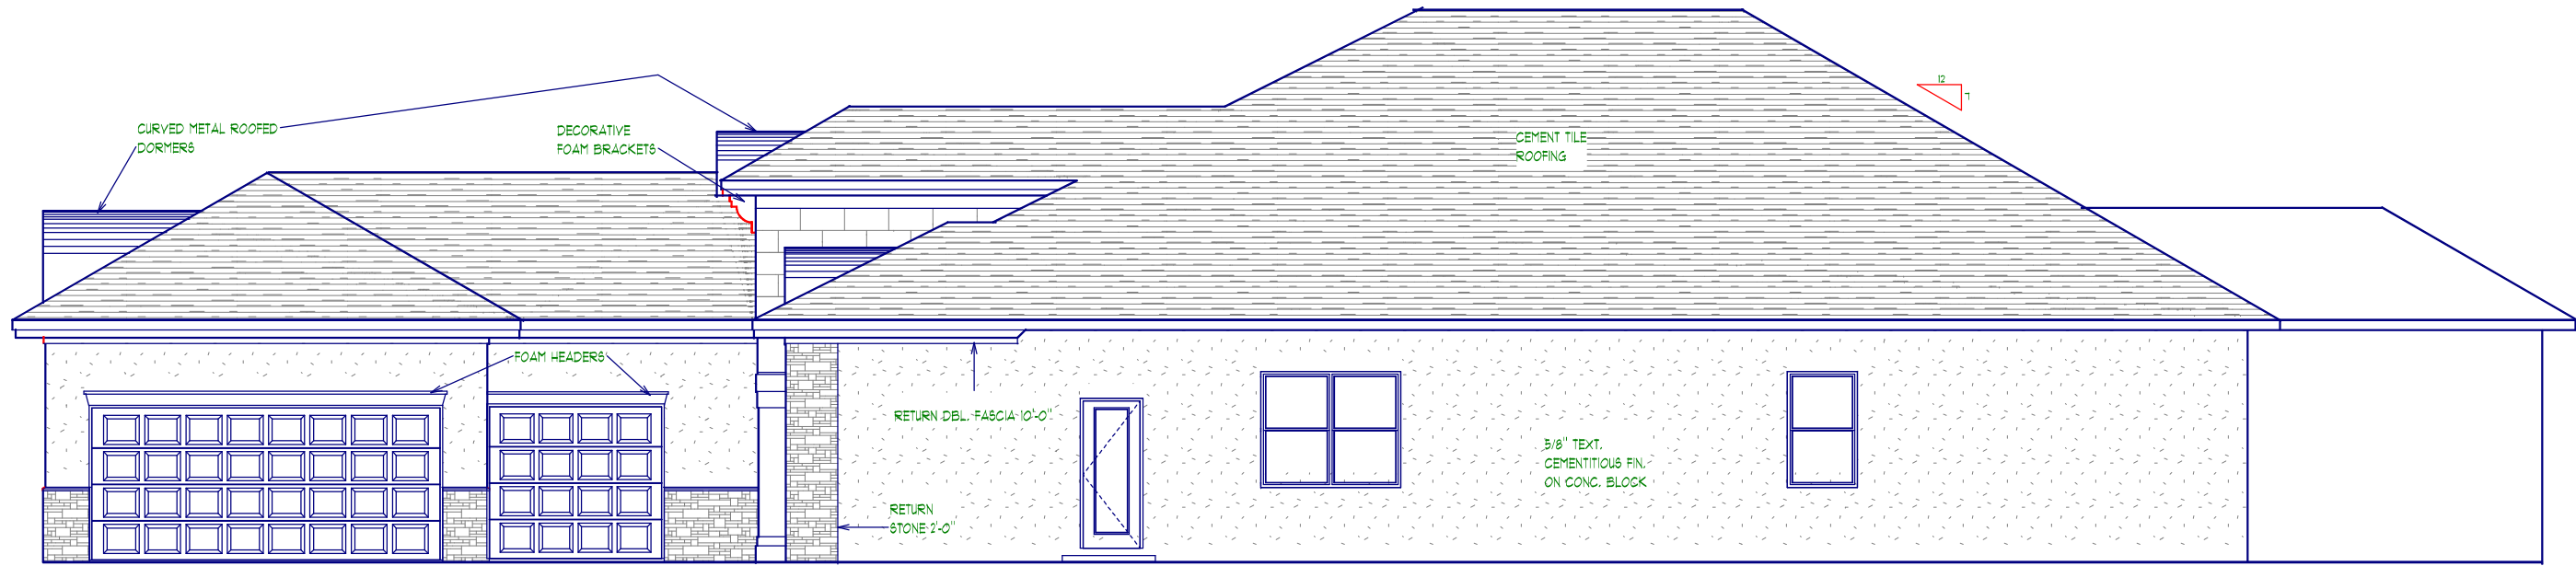 12
7
CURVED METAL ROOFED
DORMERS
DECORATIVE
FOAM BRACKETS
CEMENT TILE
ROOFING
FOAM HEADERS
RETURN DBL. FASCIA 10'-0"
5/8" TEXT.
CEMENTITIOUS FIN.
ON CONC. BLOCK
RETURN
STONE 2'-0"